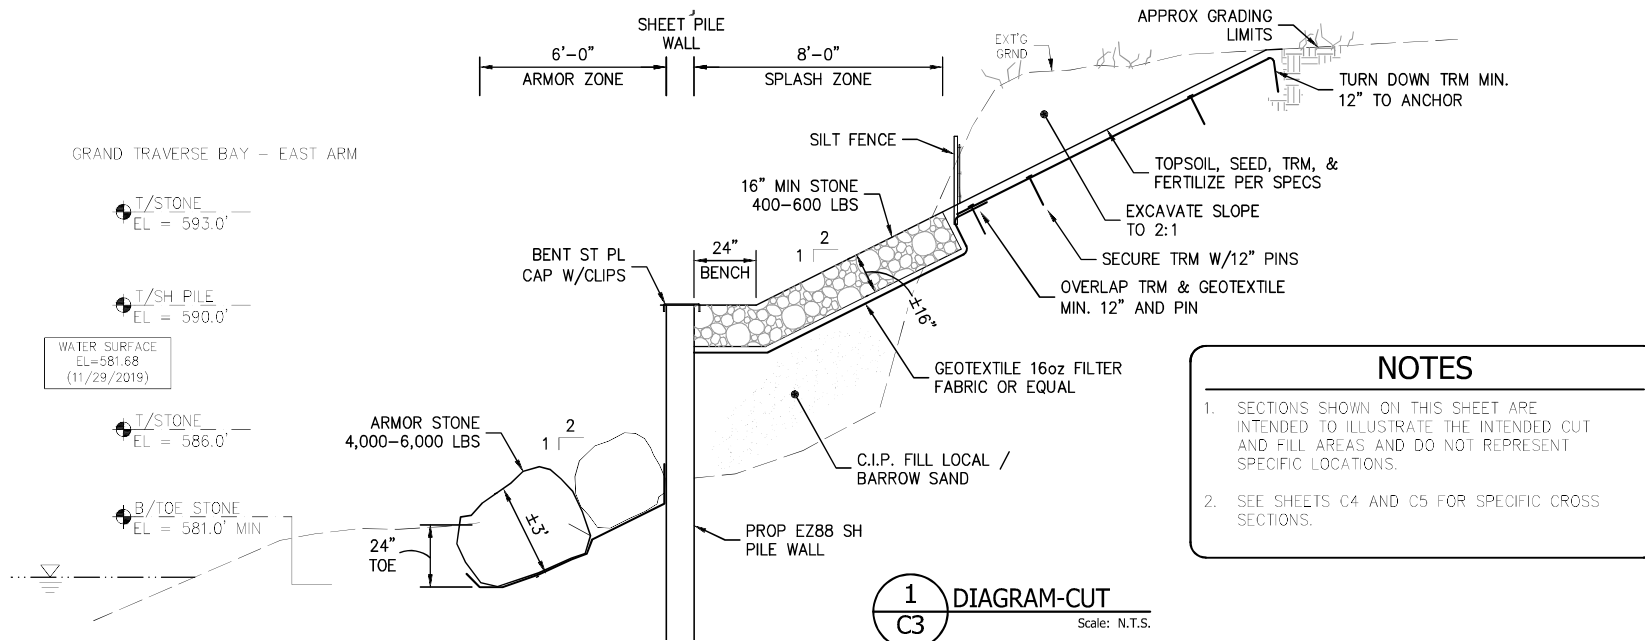 SHEET PILE
WALL
6'-0"
ARMOR ZONE
8'-0"
SPLASH ZONE
EXT'G
GRND
APPROX GRADING
LIMITS
TURN DOWN TRM MIN.
12" TO ANCHOR
GRAND TRAVERSE BAY - EAST ARM
SILT FENCE
TOPSOIL, SEED, TRM, &
FERTILIZE PER SPECS
T/STONE
EL = 593.0'
16" MIN STONE
400-600 LBS
EXCAVATE SLOPE
TO 2:1
2
1
24"
BENCH
BENT ST PL
CAP W/CLIPS
SECURE TRM W/12" PINS
OVERLAP TRM & GEOTEXTILE
MIN. 12" AND PIN
±16"
T/SH PILE
EL = 590.0'
WATER SURFACE
EL=581.68
(11/29/2019)
GEOTEXTILE 16oz FILTER
FABRIC OR EQUAL
T/STONE
EL = 586.0'
ARMOR STONE
4,000-6,000 LBS
2
1
C.I.P. FILL LOCAL /
BARROW SAND
B/TOE STONE
EL = 581.0' MIN
24"
TOE
±3'
PROP EZ88 SH
PILE WALL
NOTES
1. SECTIONS SHOWN ON THIS SHEET ARE
INTENDED TO ILLUSTRATE THE INTENDED CUT
AND FILL AREAS AND DO NOT REPRESENT
SPECIFIC LOCATIONS.
2. SEE SHEETS C4 AND C5 FOR SPECIFIC CROSS
SECTIONS.
1
C3
DIAGRAM-CUT
Scale: N.T.S.